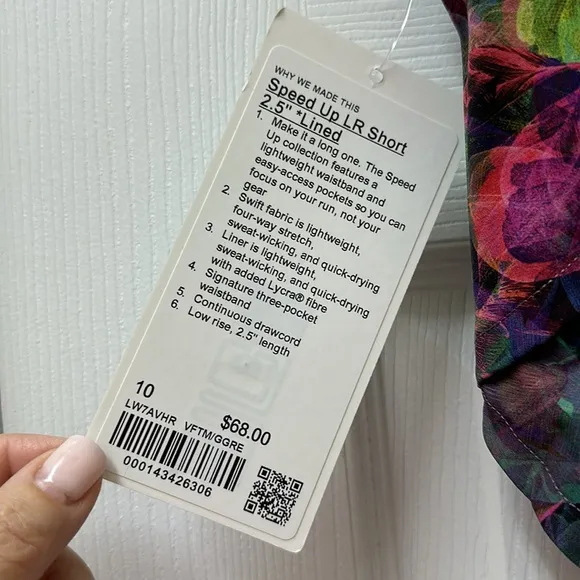 WHY WE MADE THIS
Speed Up LR Short
2.5" *Lined
1. Make it a long one. The Speed
Up collection features a
lightweight waistband and
easy-access pockets so you can
focus on your run, not your
gear
2. Swift fabric is lightweight,
four-way stretch,
sweat-wicking, and quick-drying
3. Liner is lightweight,
sweat-wicking, and quick-drying
with added Lycra® fibre
4. Signature three-pocket
waistband
5. Continuous drawcord
6. Low rise, 2.5" length
10
$68.00
LW7AVHR VFTM/GGRE
000143426306